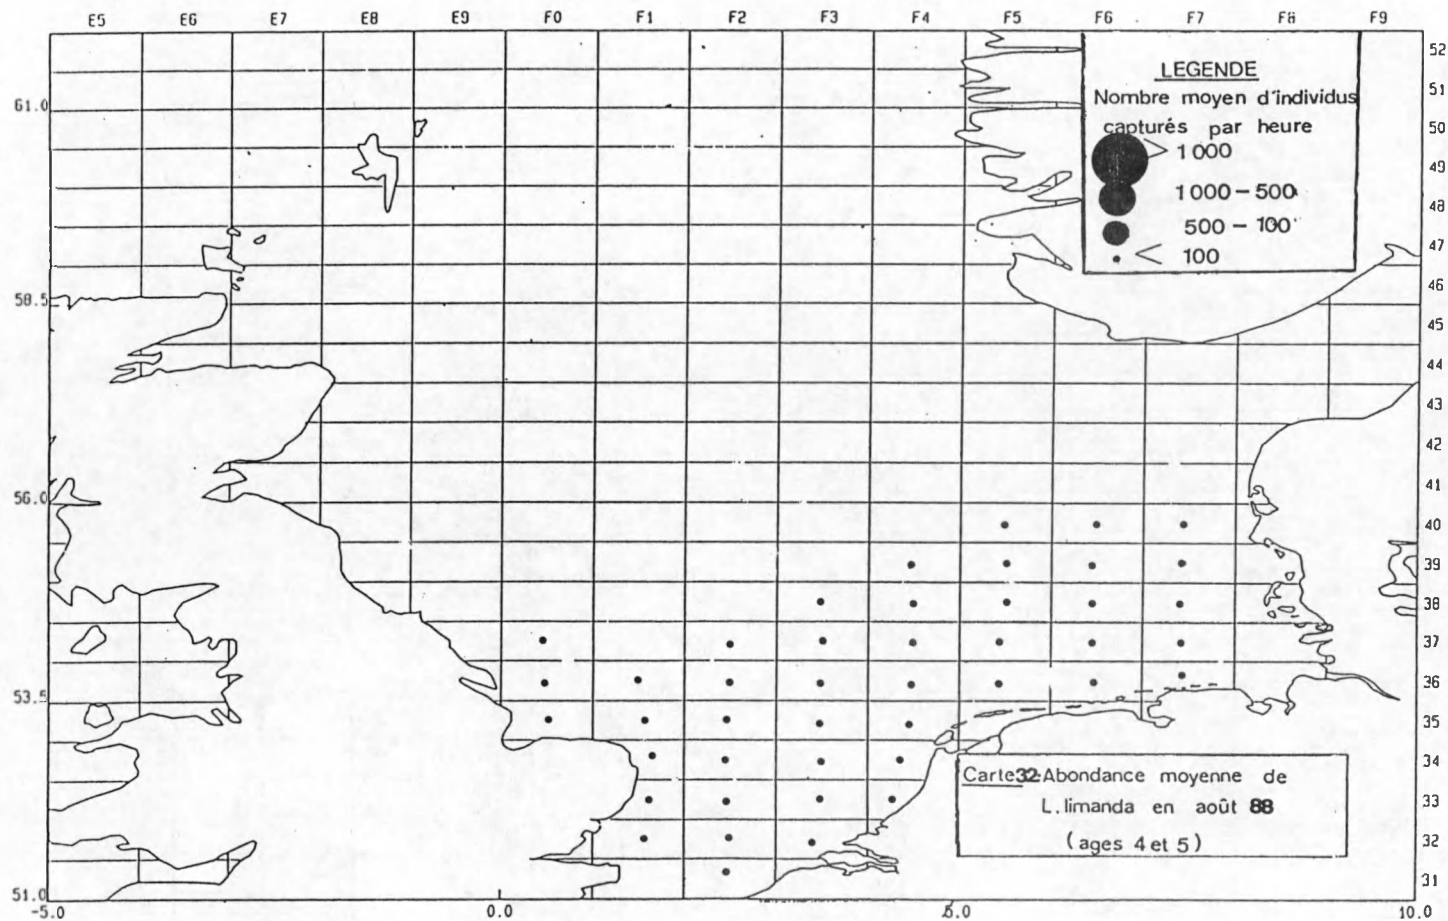 E5 E6 E7 E8 E9 F0 F1 F2 F3 F4 F5 F6 F7 F8 F9
52
51
50
49
48
47
46
45
44
43
42
41
40
39
38
37
36
35
34
33
32
31
61.0
58.5
56.0
53.5
51.0
-5.0 0.0 5.0 10.0
LEGENDE
Nombre moyen d'individus
capturés par heure
> 1000
1000 - 500
500 - 100
< 100
Carte 32-Abondance moyenne de
L. limanda en août 88
(ages 4 et 5)